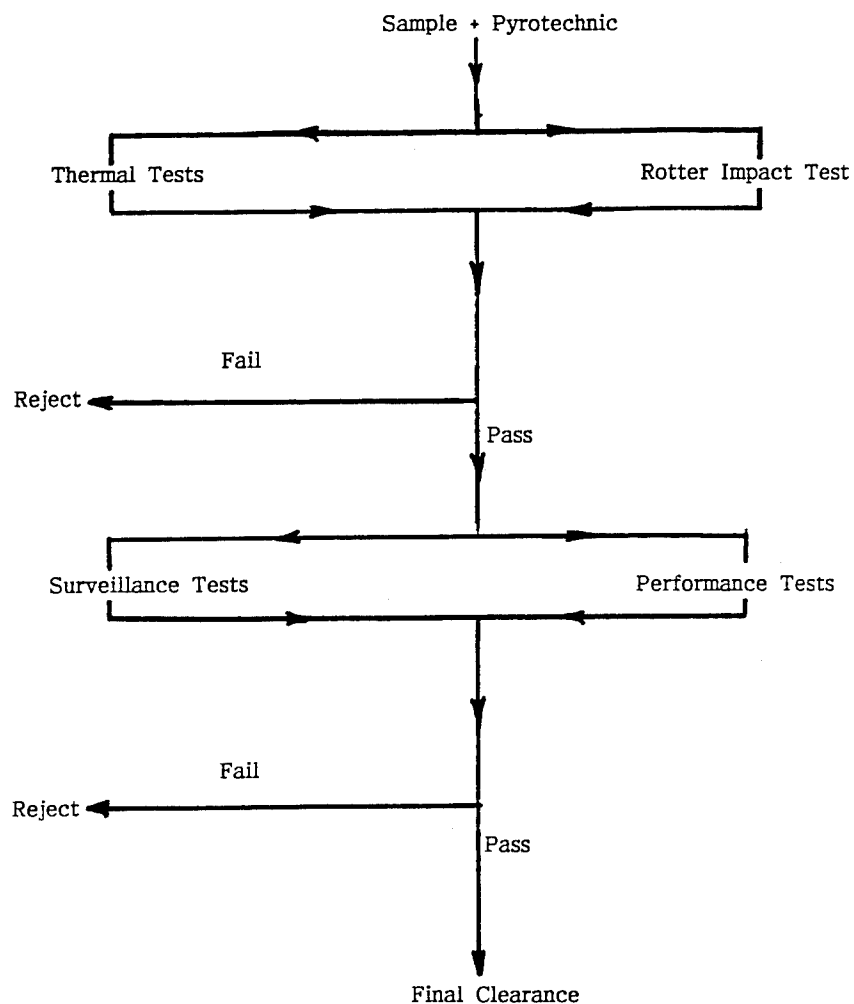 Sample + Pyrotechnic
Thermal Tests
Rotter Impact Test
Fail
Reject
Pass
Surveillance Tests
Performance Tests
Fail
Reject
Pass
Final Clearance